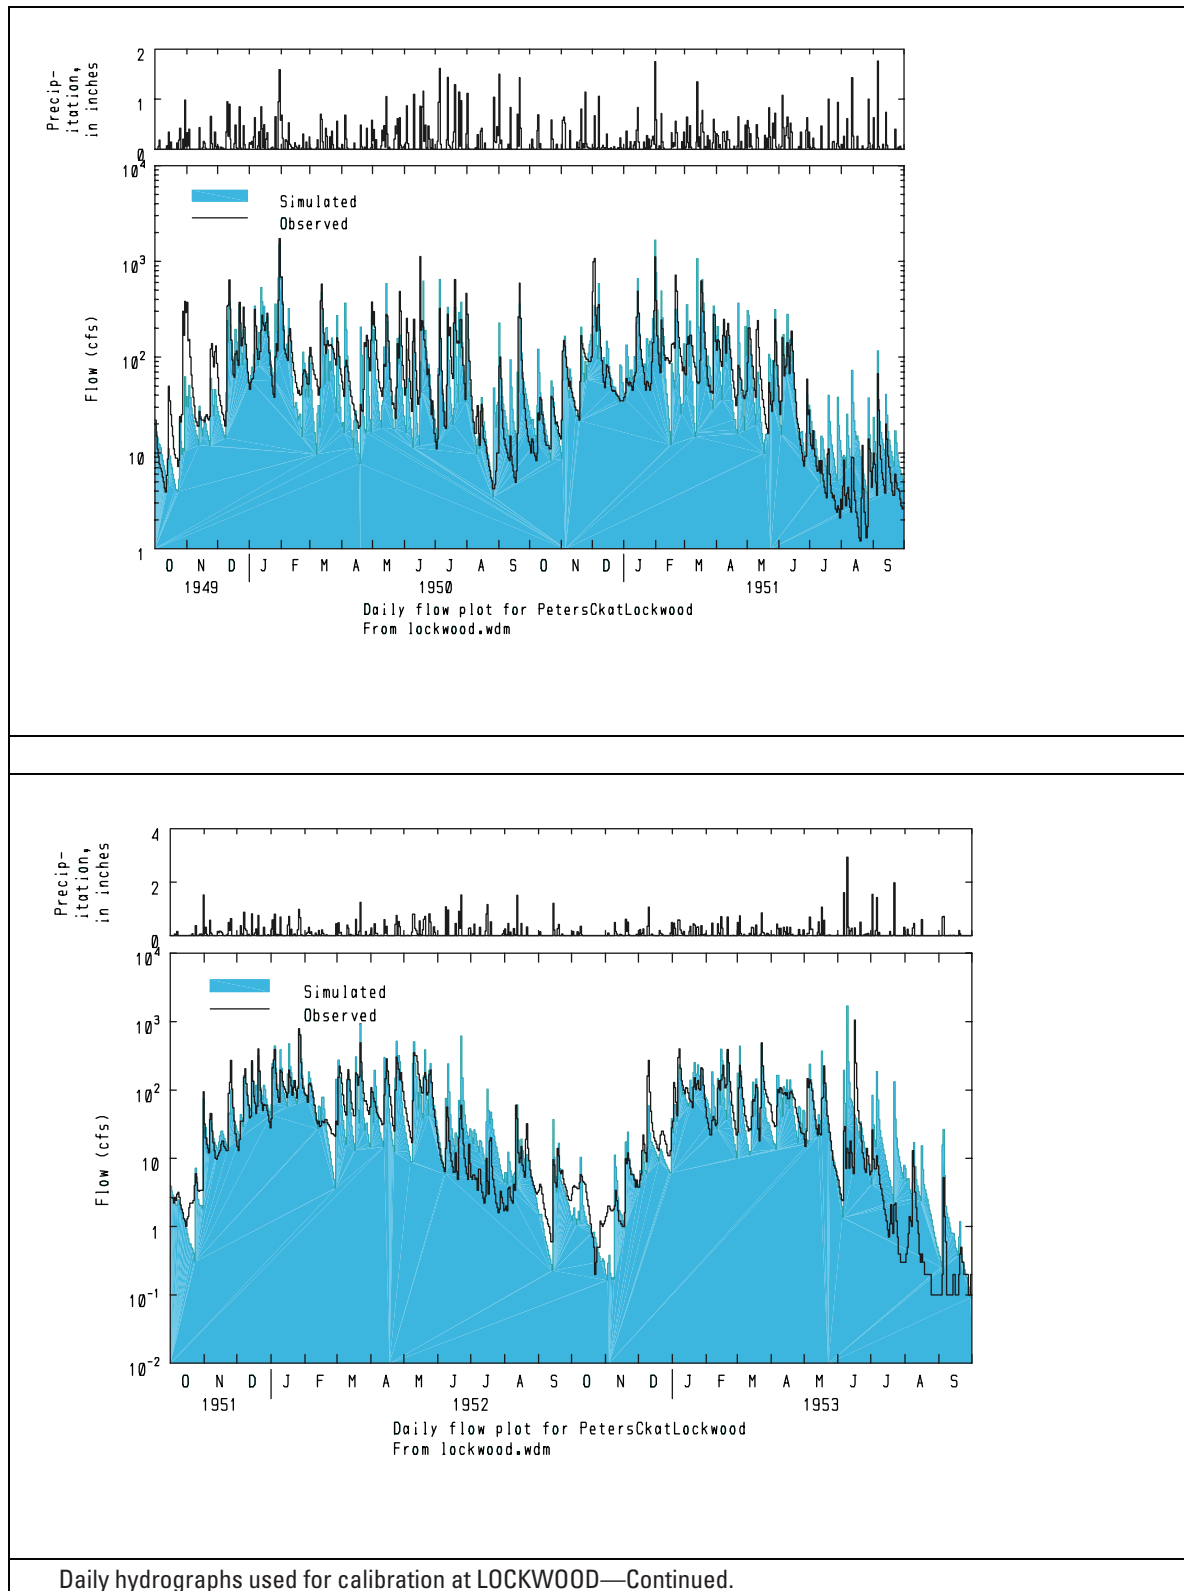 2
1
0
Precip-
itation,
in inches
10^4
10^3
10^2
10
1
Flow (cfs)
Simulated
Observed
O N D J F M A M J J A S O N D J F M A M J J A S
1949 1950 1951
Daily flow plot for PetersCkatLockwood
From lockwood.wdm
4
2
0
Precip-
itation,
in inches
10^4
10^3
10^2
10
1
10^-1
10^-2
Flow (cfs)
Simulated
Observed
O N D J F M A M J J A S O N D J F M A M J J A S
1951 1952 1953
Daily flow plot for PetersCkatLockwood
From lockwood.wdm
Daily hydrographs used for calibration at LOCKWOOD—Continued.